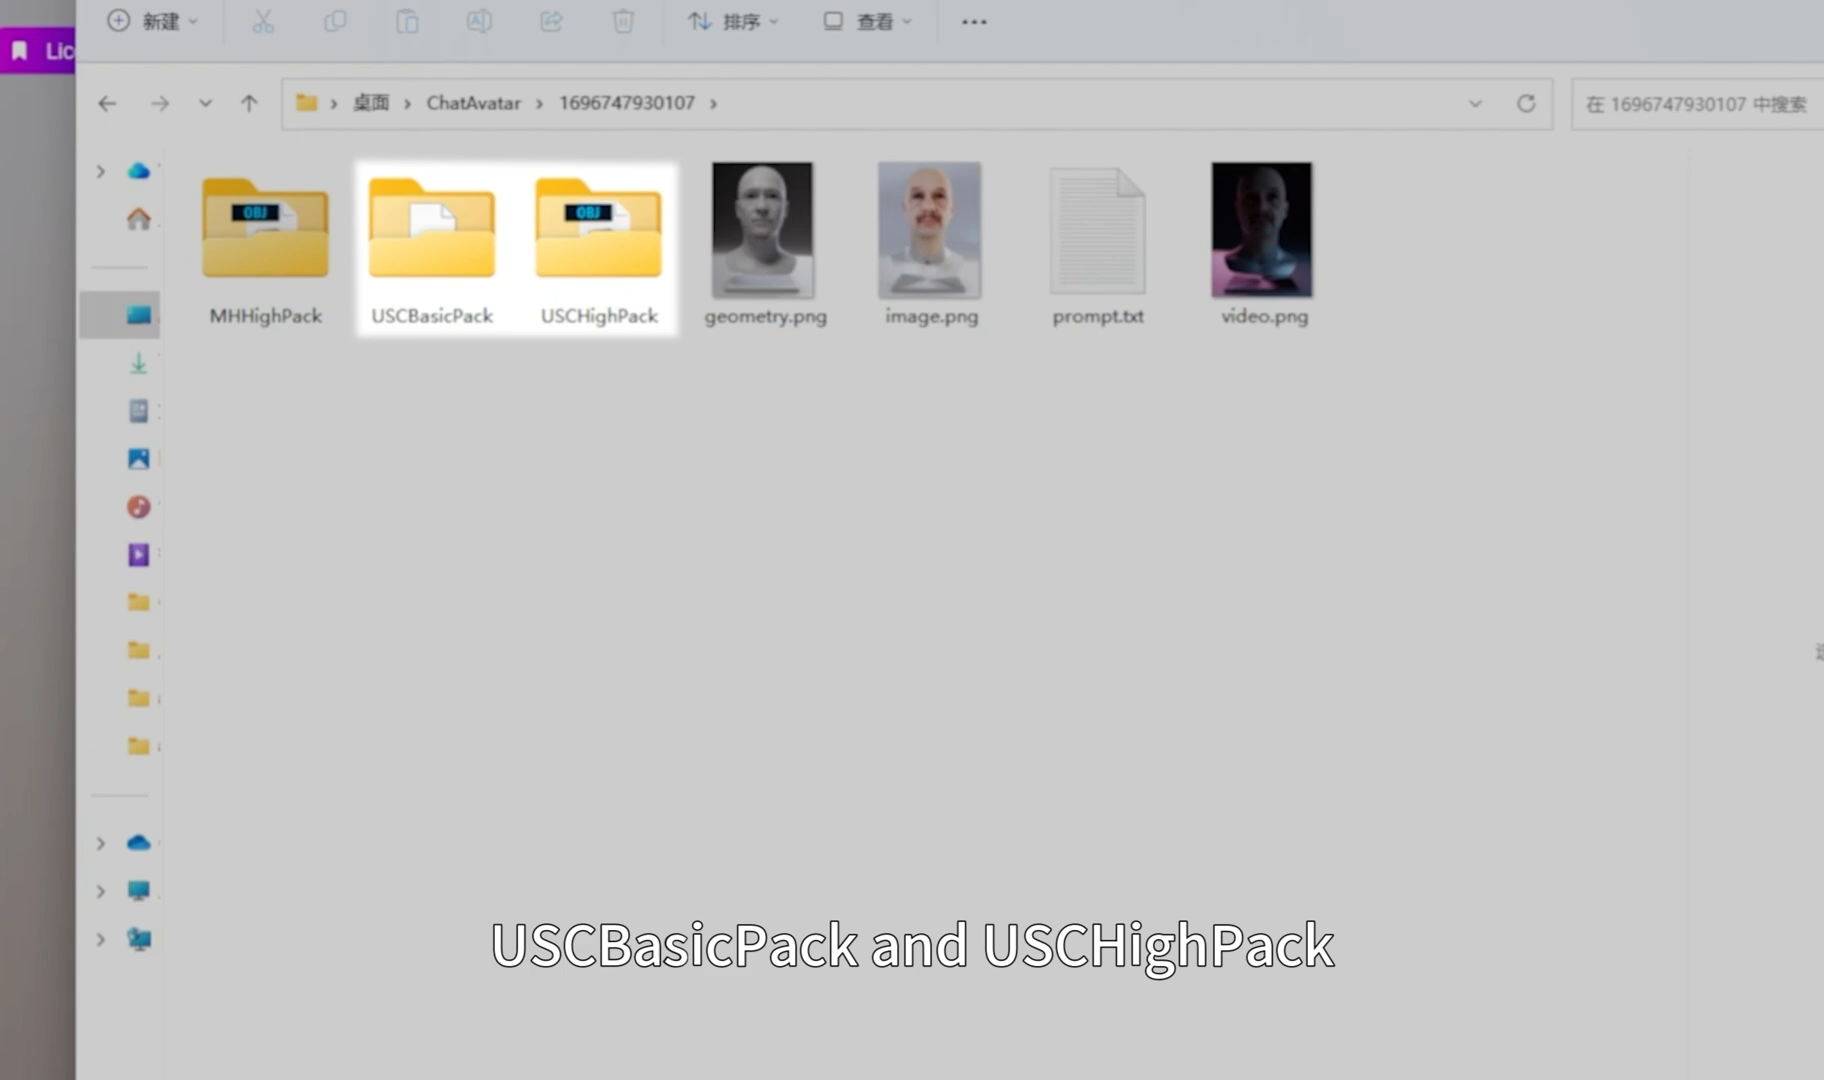 新建
排序
查看
Lic
桌面 › ChatAvatar › 1696747930107 ›
在 1696747930107 中搜索
OBJ
OBJ
MHHighPack
USCBasicPack
USCHighPack
geometry.png
image.png
prompt.txt
video.png
USCBasicPack and USCHighPack